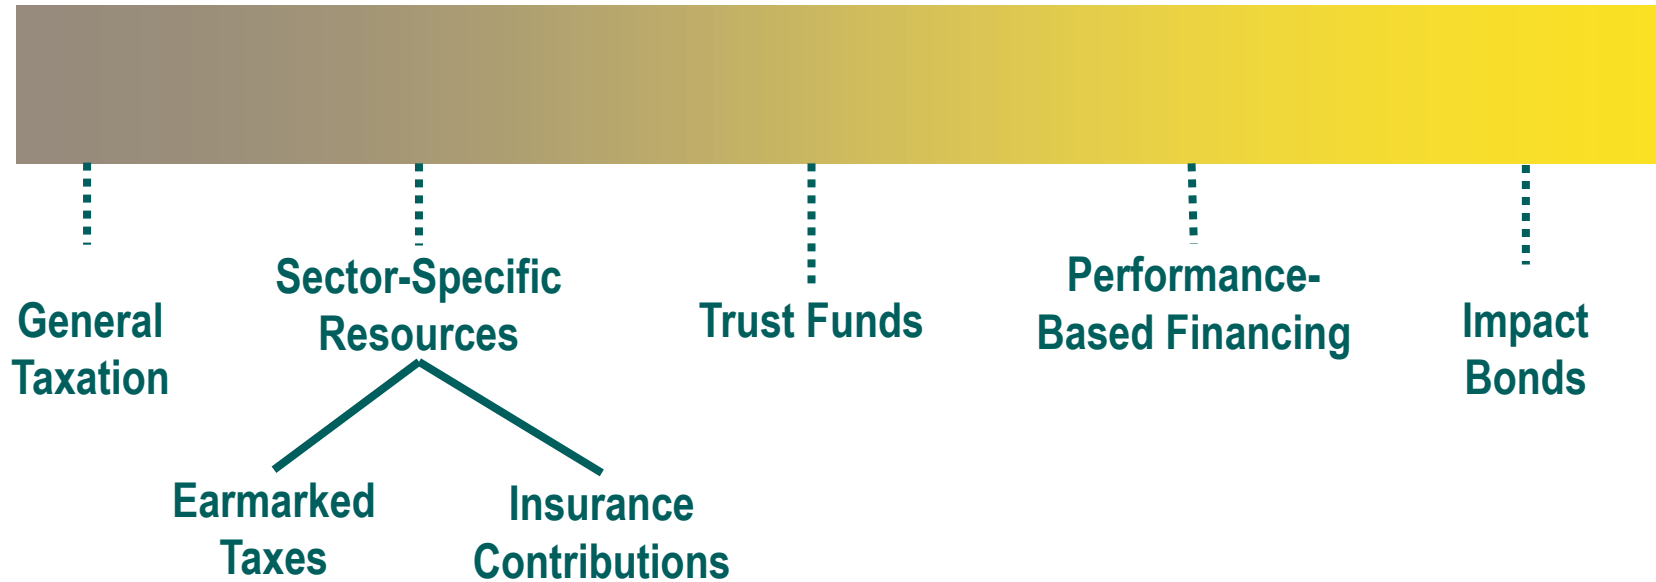 General
Taxation
Sector-Specific
Resources
Earmarked
Taxes
Insurance
Contributions
Trust Funds
Performance-
Based Financing
Impact
Bonds